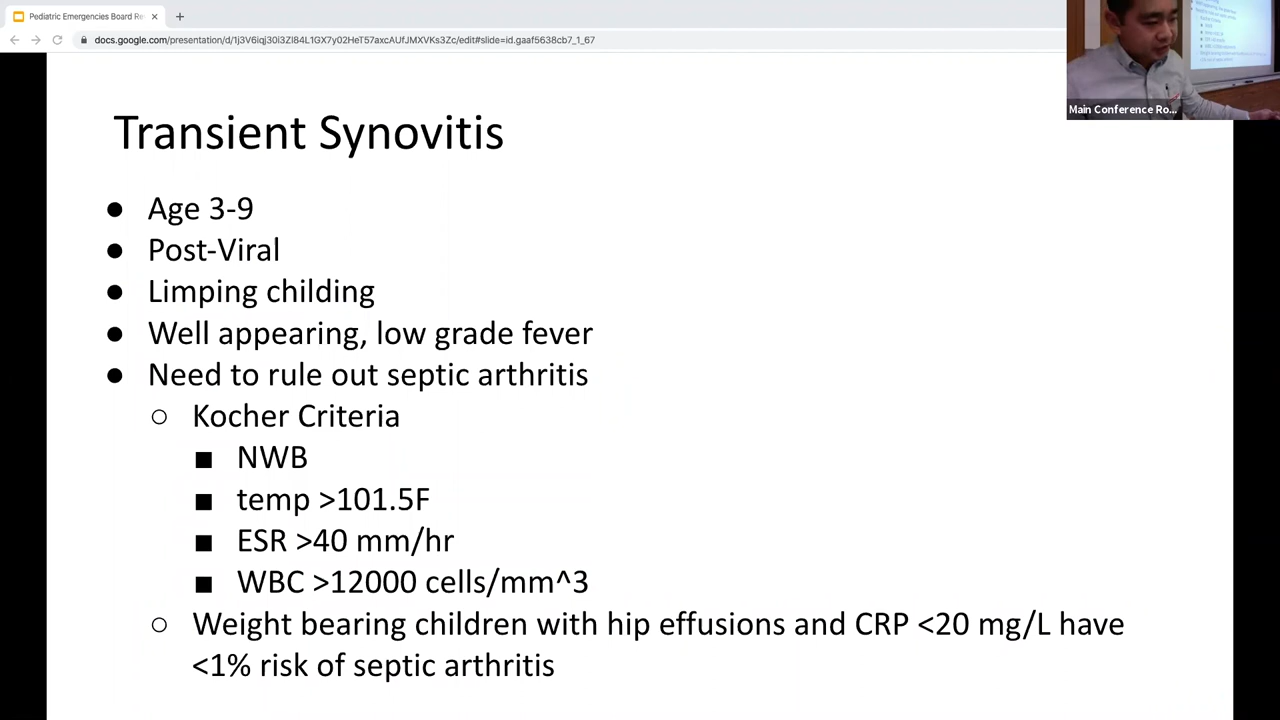 Pediatric Emergencies Board Re
docs.google.com/presentation/d/1j3V6iqj30l3Zl84L1GX7y02HeT57axcAUfJMXVKs3Zc/edit#slide=id.gaaf5638cb7_1_67
Main Conference Ro...
Transient Synovitis
● Age 3-9
● Post-Viral
● Limping childing
● Well appearing, low grade fever
● Need to rule out septic arthritis
○ Kocher Criteria
■ NWB
■ temp >101.5F
■ ESR >40 mm/hr
■ WBC >12000 cells/mm^3
○ Weight bearing children with hip effusions and CRP <20 mg/L have
<1% risk of septic arthritis